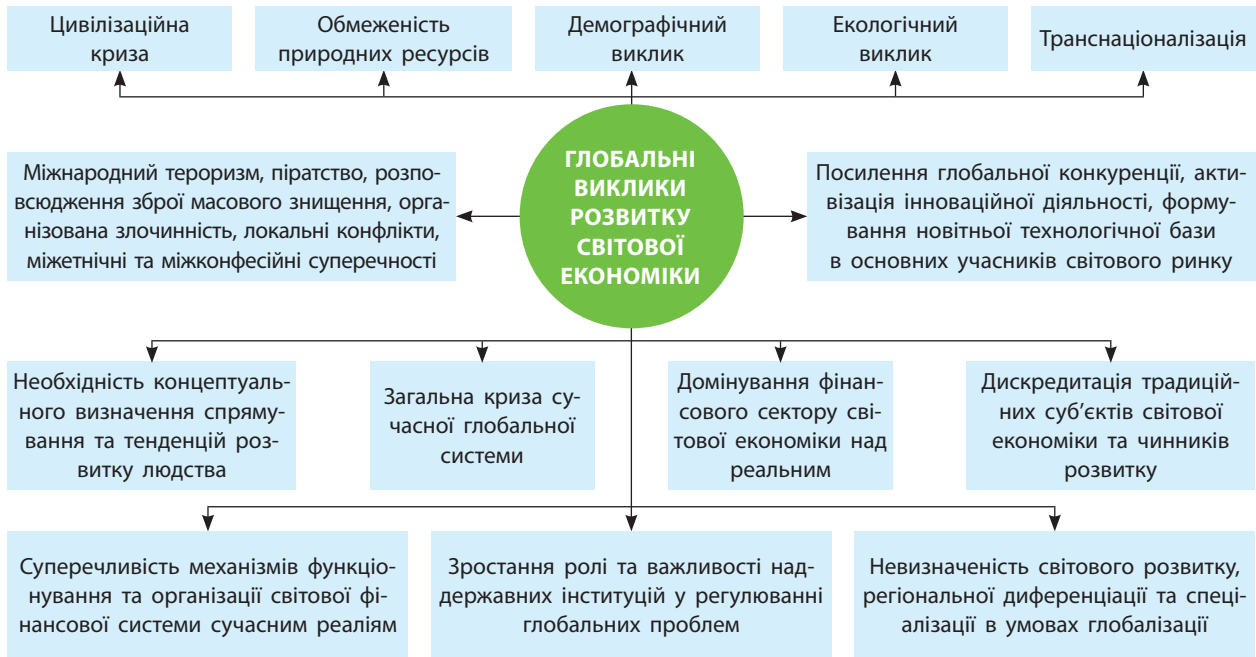 Цивілізаційна
криза
Обмеженість
природних ресурсів
Демографічний
виклик
Екологічний
виклик
Транснаціоналізація
Міжнародний тероризм, піратство, розпо-
всюдження зброї масового знищення, орга-
нізована злочинність, локальні конфлікти,
міжетнічні та міжконфесійні суперечності
ГЛОБАЛЬНІ
ВИКЛИКИ
РОЗВИТКУ
СВІТОВОЇ
ЕКОНОМІКИ
Посилення глобальної конкуренції, акти-
візація інноваційної діяльності, форму-
вання новітньої технологічної бази
в основних учасників світового ринку
Необхідність концептуаль-
ного визначення спряму-
вання та тенденцій роз-
витку людства
Загальна криза су-
часної глобальної
системи
Домінування фінан-
сового сектору сві-
тової економіки над
реальним
Дискредитація традицій-
них суб’єктів світової
економіки та чинників
розвитку
Суперечливість механізмів функціо-
нування та організації світової фі-
нансової системи сучасним реаліям
Зростання ролі та важливості над-
державних інституцій у регулюванні
глобальних проблем
Невизначеність світового розвитку,
регіональної диференціації та спеці-
алізації в умовах глобалізації